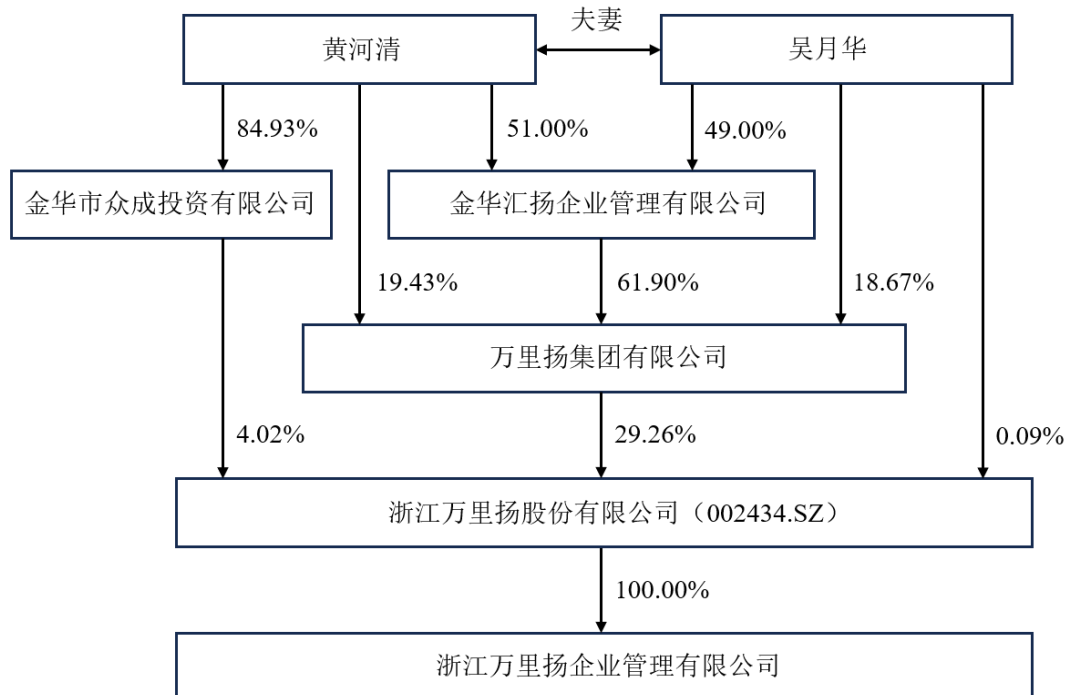 夫妻
黄河清
吴月华
84.93%
51.00%
49.00%
金华市众成投资有限公司
金华汇扬企业管理有限公司
19.43%
61.90%
18.67%
万里扬集团有限公司
4.02%
29.26%
0.09%
浙江万里扬股份有限公司（002434.SZ）
100.00%
浙江万里扬企业管理有限公司